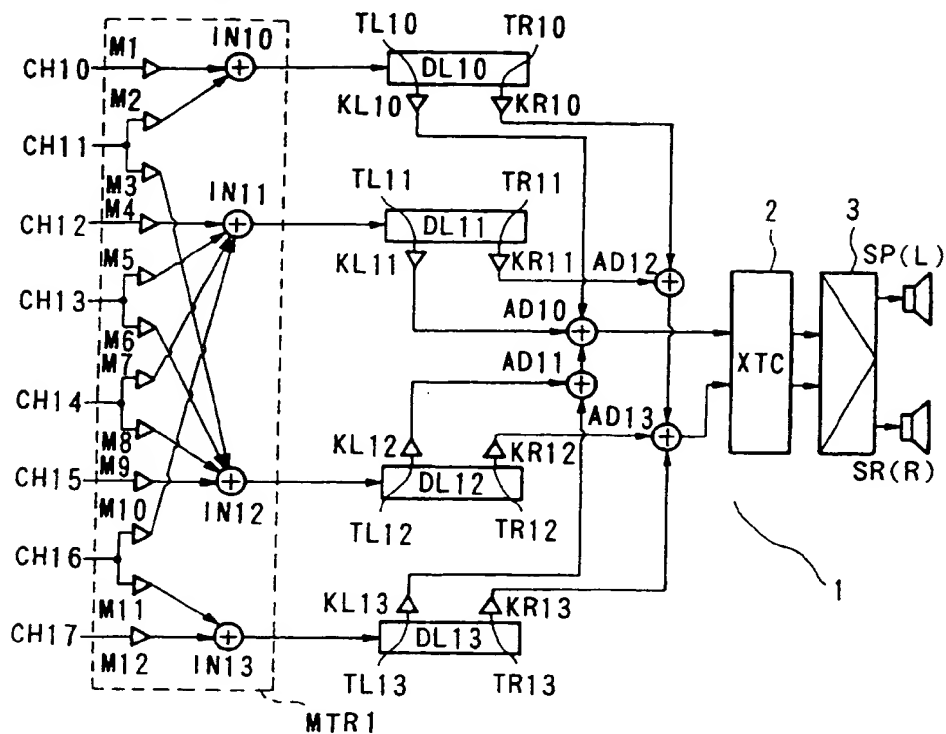 TL10
TR10
M1
IN10
CH10
DL10
M2
KL10
KR10
CH11
M3
TL11
TR11
IN11
M4
CH12
DL11
2
3
SP(L)
M5
KL11
KR11
AD12
CH13
AD10
M6
XTC
M7
AD11
CH14
AD13
M8
KL12
KR12
M9
SR(R)
CH15
DL12
IN12
M10
TL12
TR12
CH16
1
M11
KL13
KR13
CH17
DL13
M12
IN13
TL13
TR13
MTR1